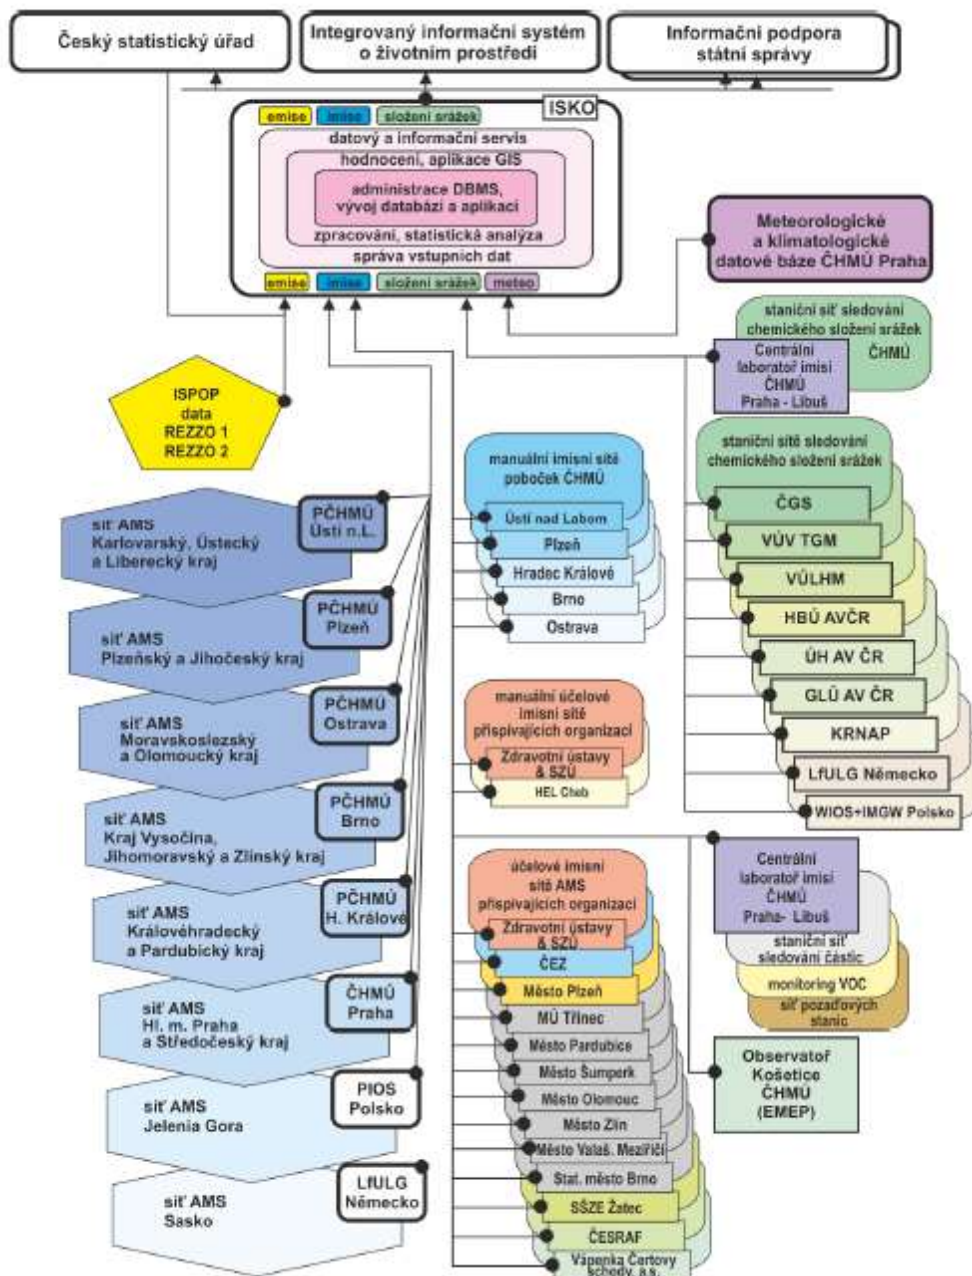 Český statistický úřad
Integrovaný informační systém
o životním prostředí
Informační podpora
státní správy
ISKO
emise
imise
složení srážek
datový a informační servis
hodnocení, aplikace GIS
administrace DBMS,
vývoj databází a aplikací
zpracování, statistická analýza
správa vstupních dat
emise
imise
složení srážek
meteo
Meteorologické
a klimatologické
datové báze ČHMÚ Praha
staniční síť sledování
chemického složení srážek
ČHMÚ
Centrální
laboratoř imisí
ČHMÚ
Praha - Libuš
ISPOP
data
REZZO 1
REZZO 2
síť AMS
Karlovarský, Ústecký
a Liberecký kraj
PČHMÚ
Ústí n.L.
síť AMS
Plzeňský a Jihočeský kraj
PČHMÚ
Plzeň
síť AMS
Moravskoslezský
a Olomoucký kraj
PČHMÚ
Ostrava
síť AMS
Kraj Vysočina,
Jihomoravský a Zlínský kraj
PČHMÚ
Brno
síť AMS
Královéhradecký
a Pardubický kraj
PČHMÚ
H. Králové
síť AMS
Hl. m. Praha
a Středočeský kraj
ČHMÚ
Praha
síť AMS
Jelenia Gora
PIOS
Polsko
síť AMS
Sasko
LfULG
Německo
manuální imisní sítě
poboček ČHMÚ
Ústí nad Labem
Plzeň
Hradec Králové
Brno
Ostrava
manuální účelové
imisní sítě
přispívajících organizací
Zdravotní ústavy
& SZÚ
HEL Cheb
účelové imisní
sítě AMS
přispívajících organizací
Zdravotní ústavy
& SZÚ
ČEZ
Město Plzeň
MÚ Třinec
Město Pardubice
Město Šumperk
Město Olomouc
Město Zlín
Město Valaš. Meziříčí
Stat. město Brno
SŠZE Žatec
ČESRAF
Vápenka Čertovy
schody, a.s.
staniční sítě sledování
chemického složení srážek
ČGS
VÚV TGM
VÚLHM
HBÚ AVČR
ÚH AV ČR
GLÚ AV ČR
KRNAP
LfULG Německo
WIOS+IMGW Polsko
Centrální
laboratoř imisí
ČHMÚ
Praha- Libuš
staniční síť
sledování částic
monitoring VOC
síť pozaďových
stanic
Observatoř
Košetice
ČHMÚ
(EMEP)